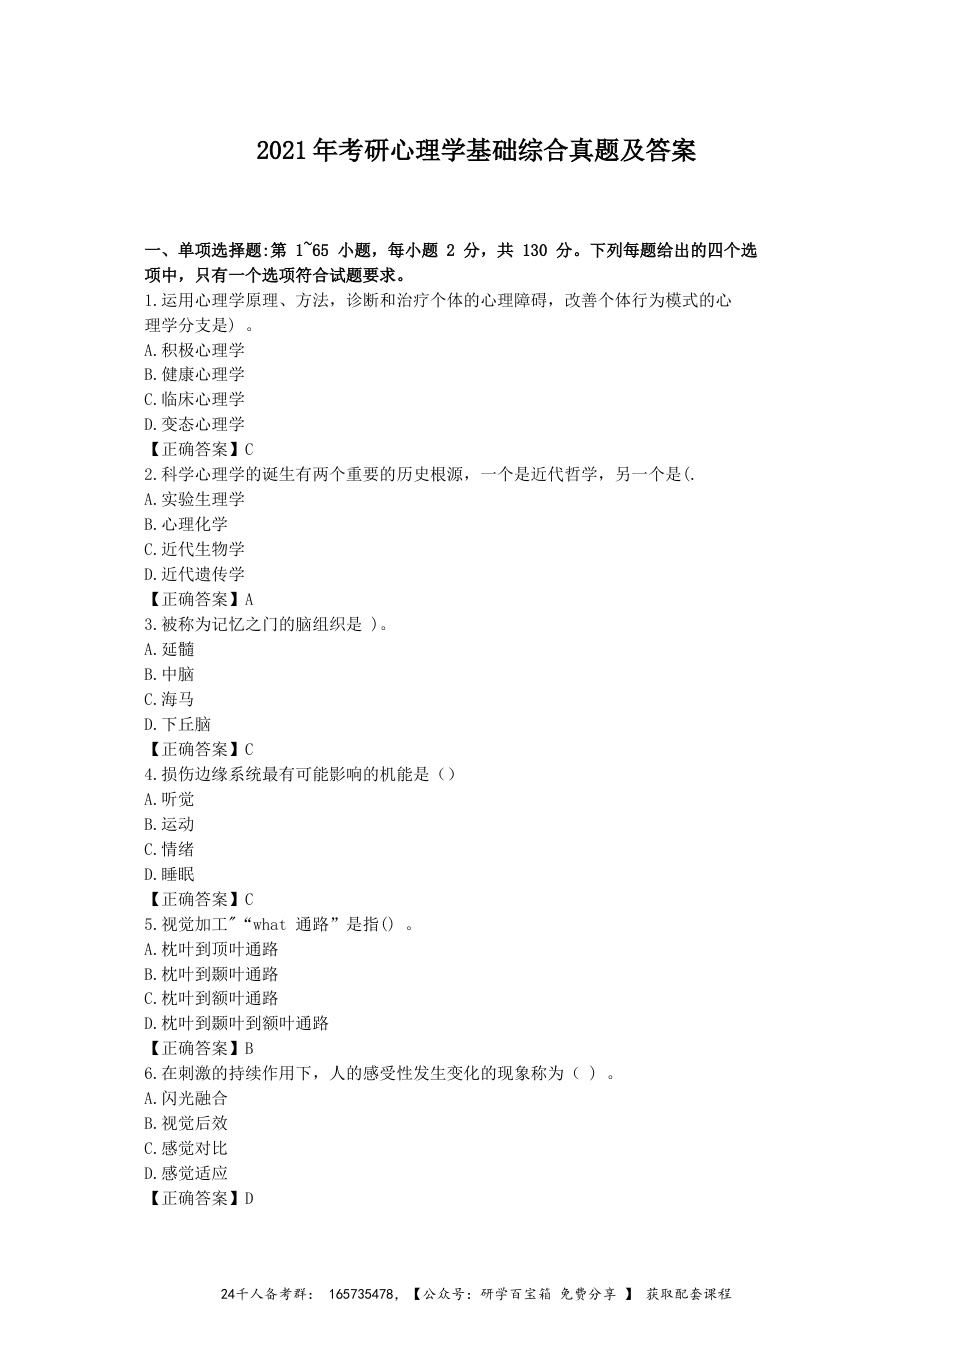 2021年考研心理学基础综合真题及答案
一、单项选择题:第 1~65 小题，每小题 2 分，共 130 分。下列每题给出的四个选
项中，只有一个选项符合试题要求。
1.运用心理学原理、方法，诊断和治疗个体的心理障碍，改善个体行为模式的心
理学分支是) 。
A.积极心理学
B.健康心理学
C.临床心理学
D.变态心理学
【正确答案】C
2.科学心理学的诞生有两个重要的历史根源，一个是近代哲学，另一个是(.
A.实验生理学
B.心理化学
C.近代生物学
D.近代遗传学
【正确答案】A
3.被称为记忆之门的脑组织是 )。
A.延髓
B.中脑
C.海马
D.下丘脑
【正确答案】C
4.损伤边缘系统最有可能影响的机能是（）
A.听觉
B.运动
C.情绪
D.睡眠
【正确答案】C
5.视觉加工"“what 通路”是指() 。
A.枕叶到顶叶通路
B.枕叶到颞叶通路
C.枕叶到额叶通路
D.枕叶到颞叶到额叶通路
【正确答案】B
6.在刺激的持续作用下，人的感受性发生变化的现象称为（ ）。
A.闪光融合
B.视觉后效
C.感觉对比
D.感觉适应
【正确答案】D
24千人备考群： 165735478，【公众号：研学百宝箱 免费分享 】 获取配套课程